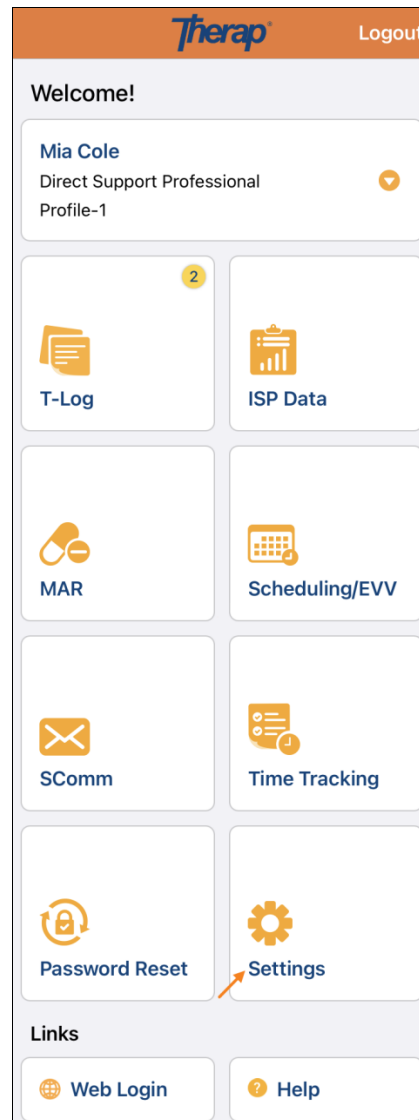 Therap®
Logout
Welcome!
Mia Cole
Direct Support Professional
Profile-1
2
T-Log
ISP Data
MAR
Scheduling/EVV
SComm
Time Tracking
Password Reset
Settings
Links
Web Login
? Help